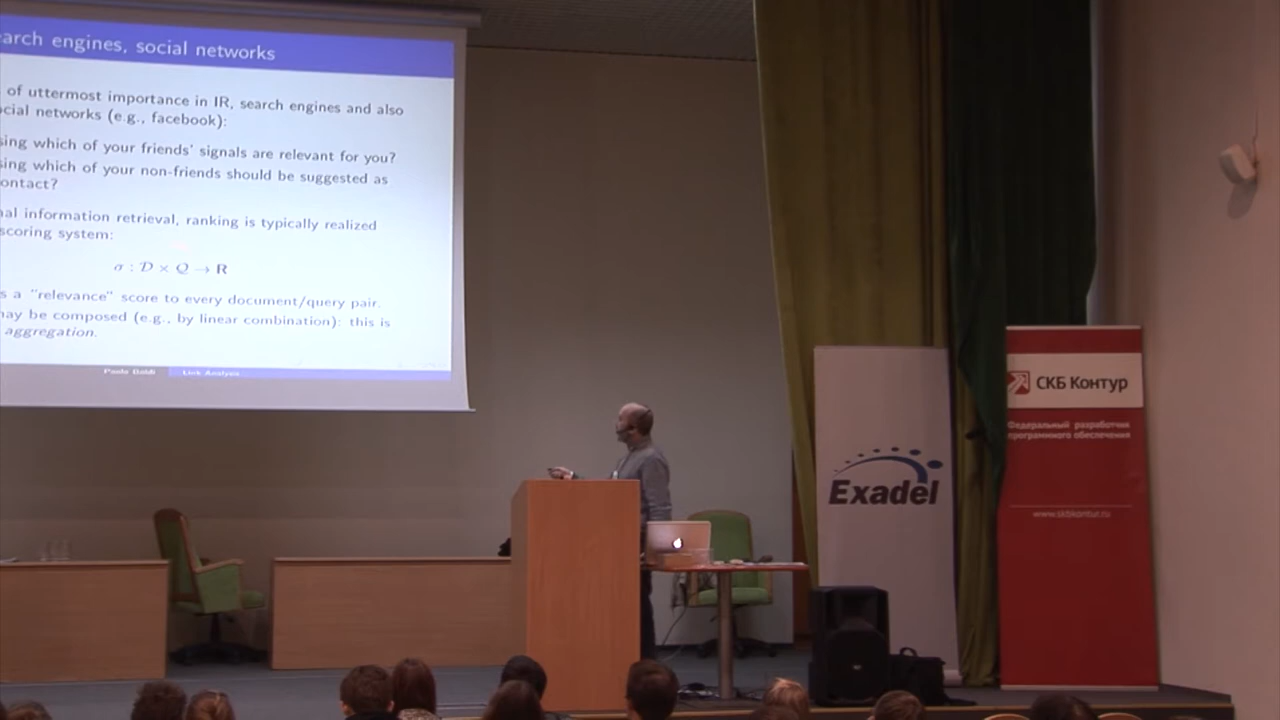 arch engines, social networks
of uttermost importance in IR, search engines and also
ocial networks (e.g., facebook):
sing which of your friends' signals are relevant for you?
sing which of your non-friends should be suggested as
ontact?
nal information retrieval, ranking is typically realized
scoring system:
σ : D × Q → R
s a "relevance" score to every document/query pair.
nay be composed (e.g., by linear combination): this is
aggregation.
Paolo Boldi Link Analysis
Exadel
СКБ Контур
Федеральный разработчик
программного обеспечения
www.skbkontur.ru